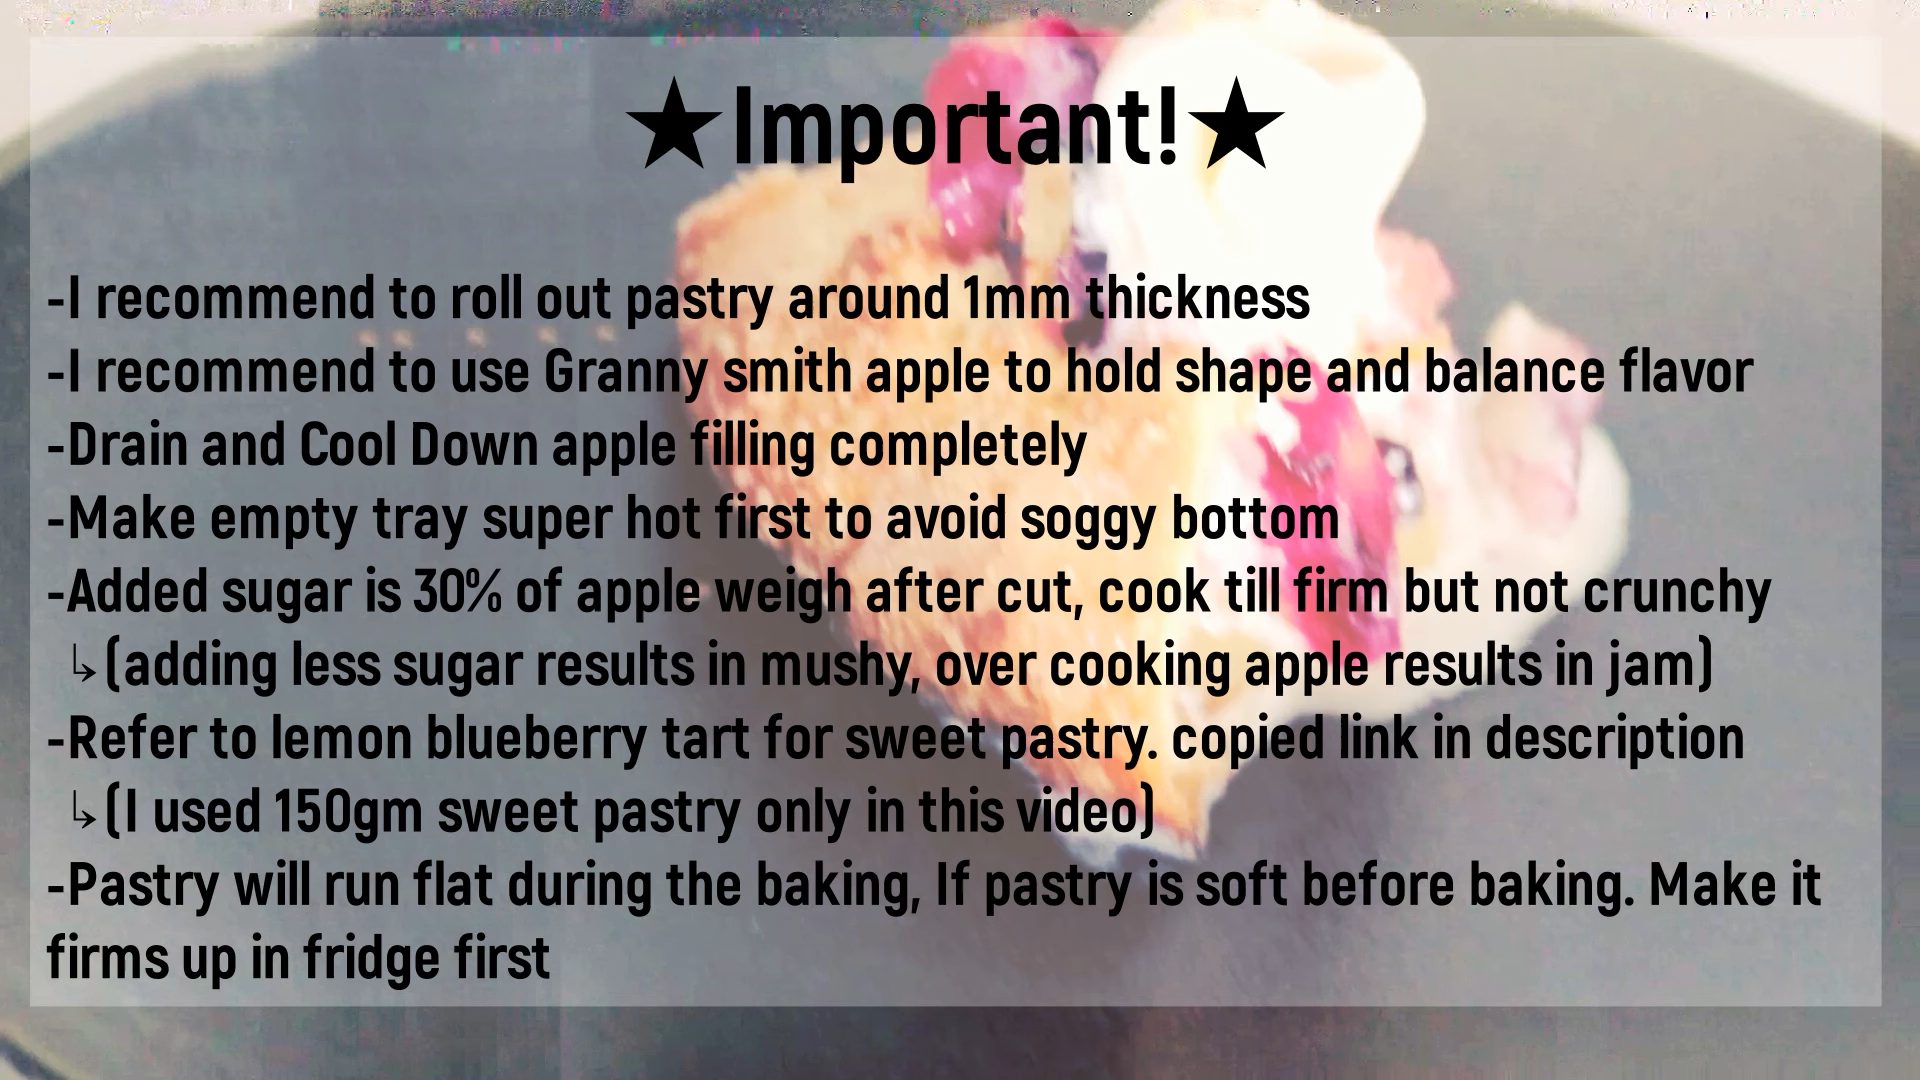 ★Important!★
-I recommend to roll out pastry around 1mm thickness
-I recommend to use Granny smith apple to hold shape and balance flavor
-Drain and Cool Down apple filling completely
-Make empty tray super hot first to avoid soggy bottom
-Added sugar is 30% of apple weigh after cut, cook till firm but not crunchy
↳(adding less sugar results in mushy, over cooking apple results in jam)
-Refer to lemon blueberry tart for sweet pastry. copied link in description
↳(I used 150gm sweet pastry only in this video)
-Pastry will run flat during the baking, If pastry is soft before baking. Make it
firms up in fridge first